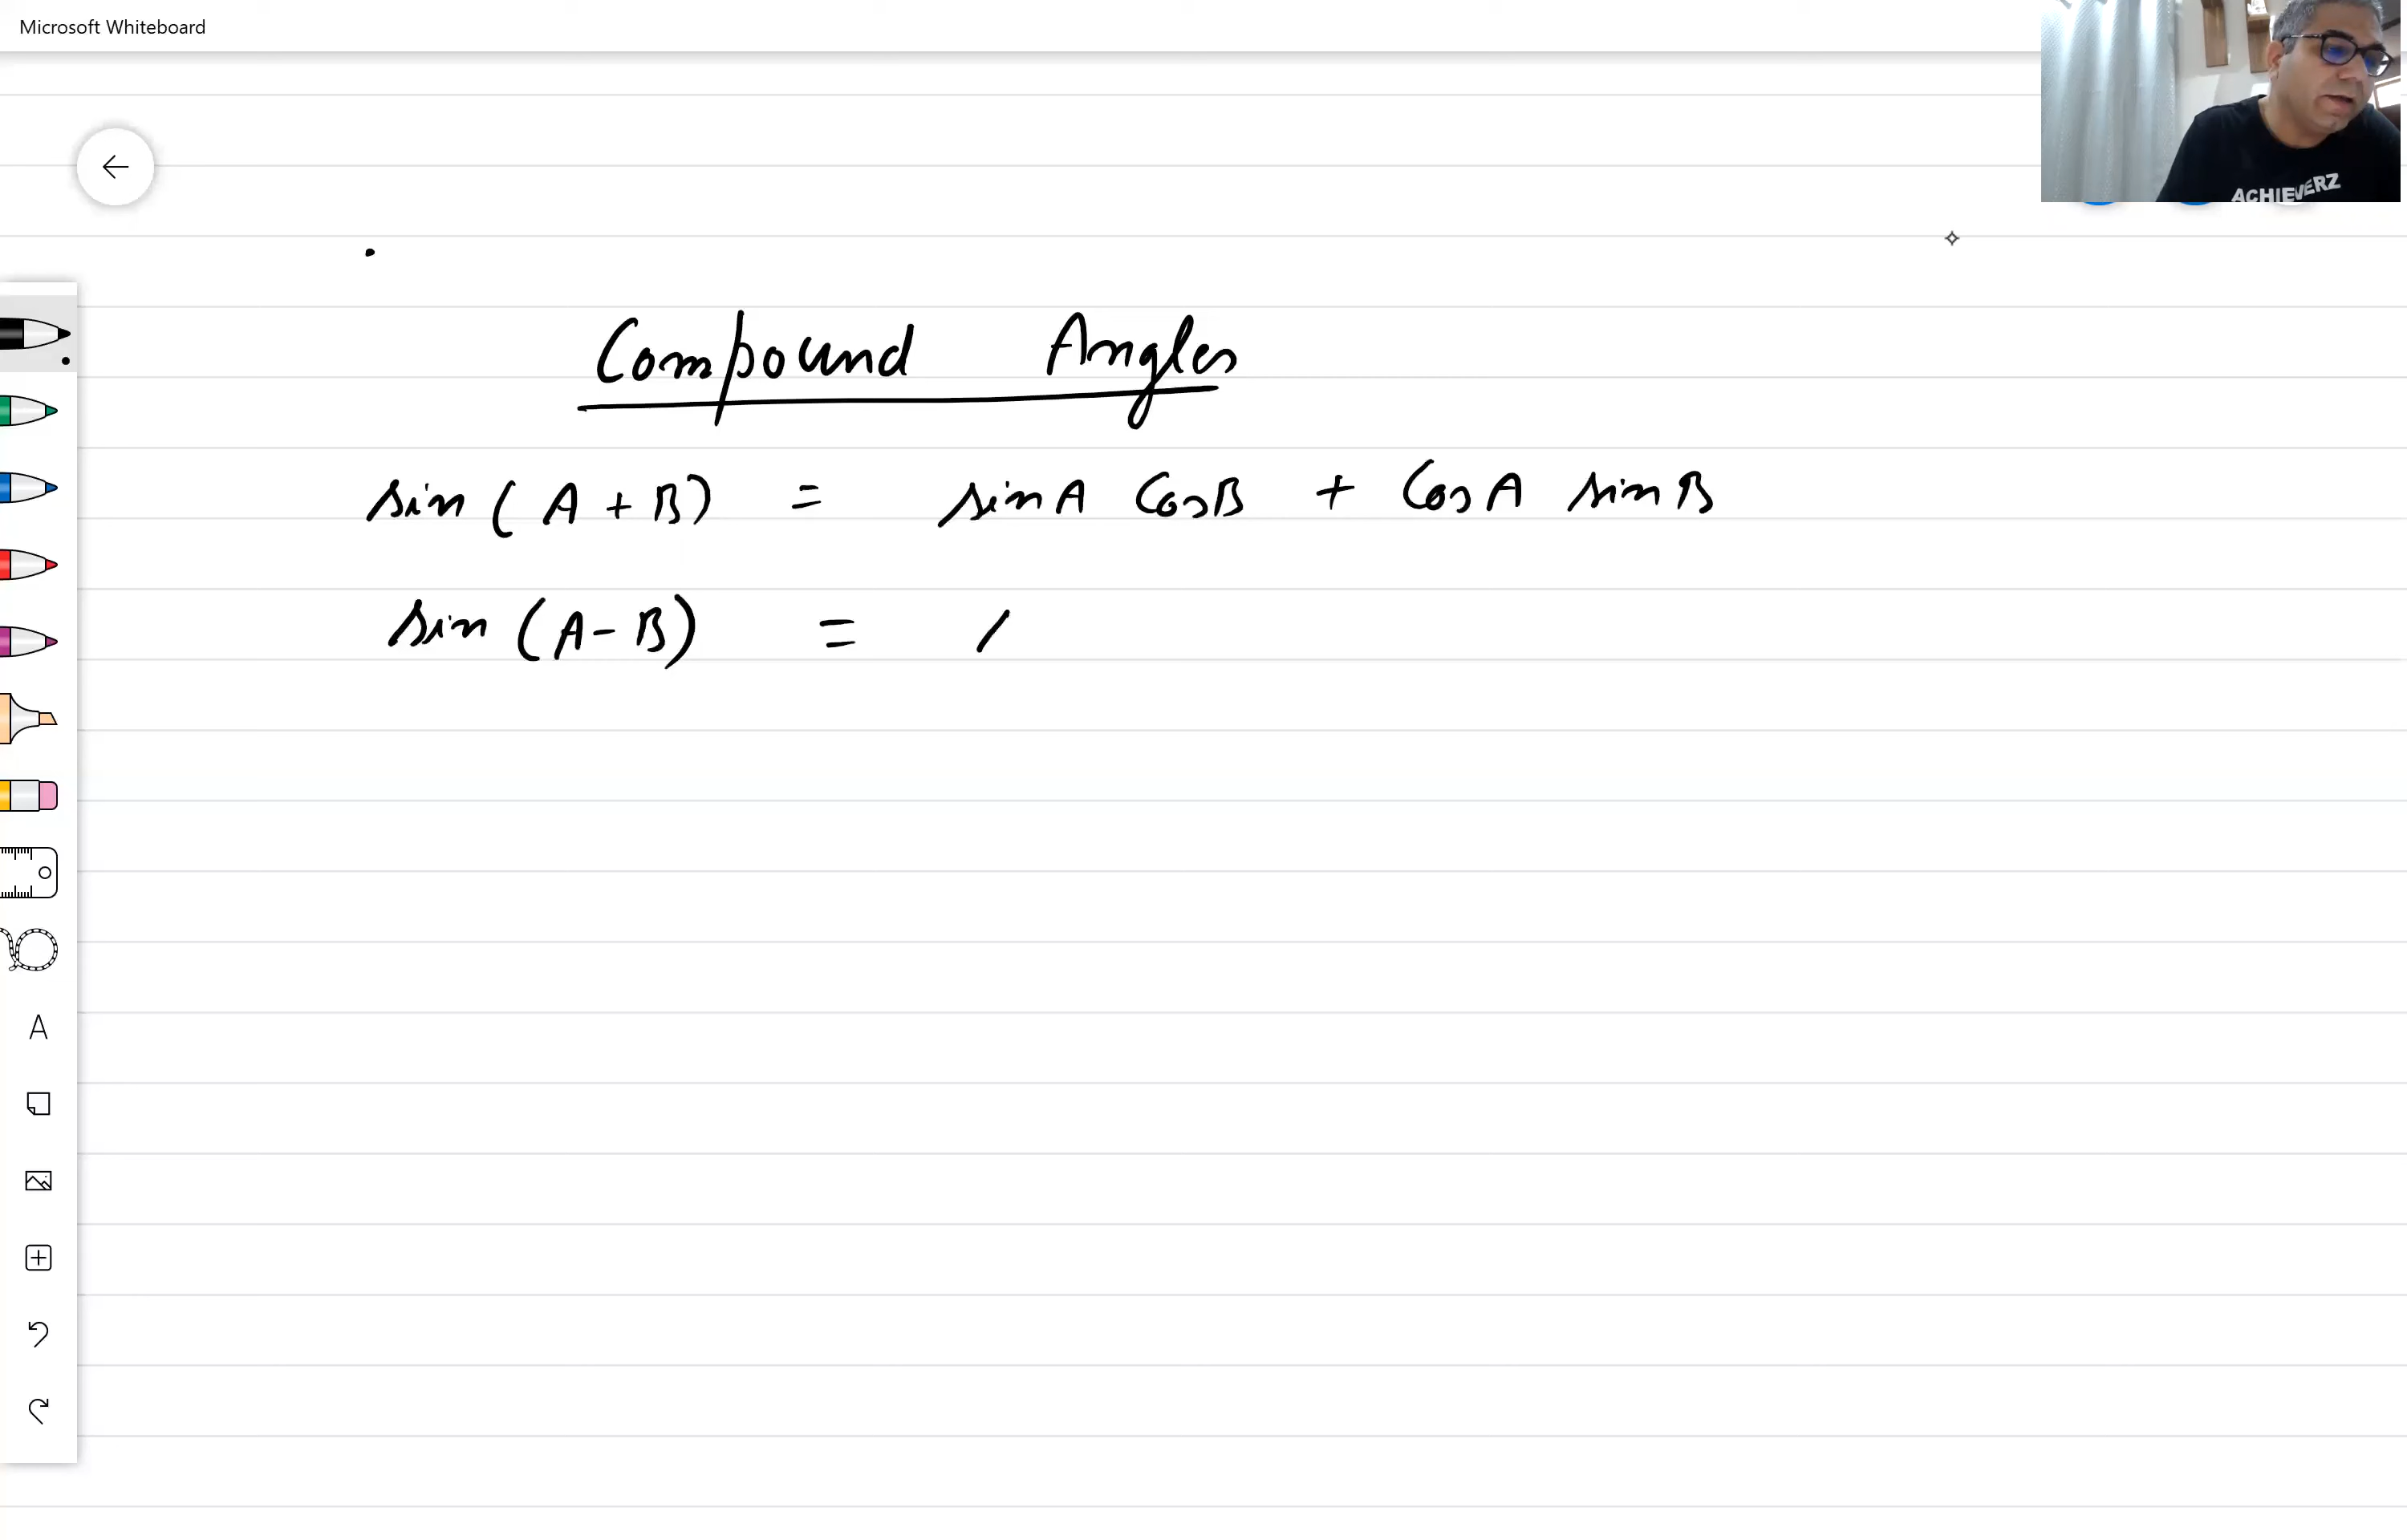 Microsoft Whiteboard
ACHIEVERZ
Compound Angles
sin ( A + B ) = sin A Cos B + Cos A sin B
sin ( A - B ) =
A